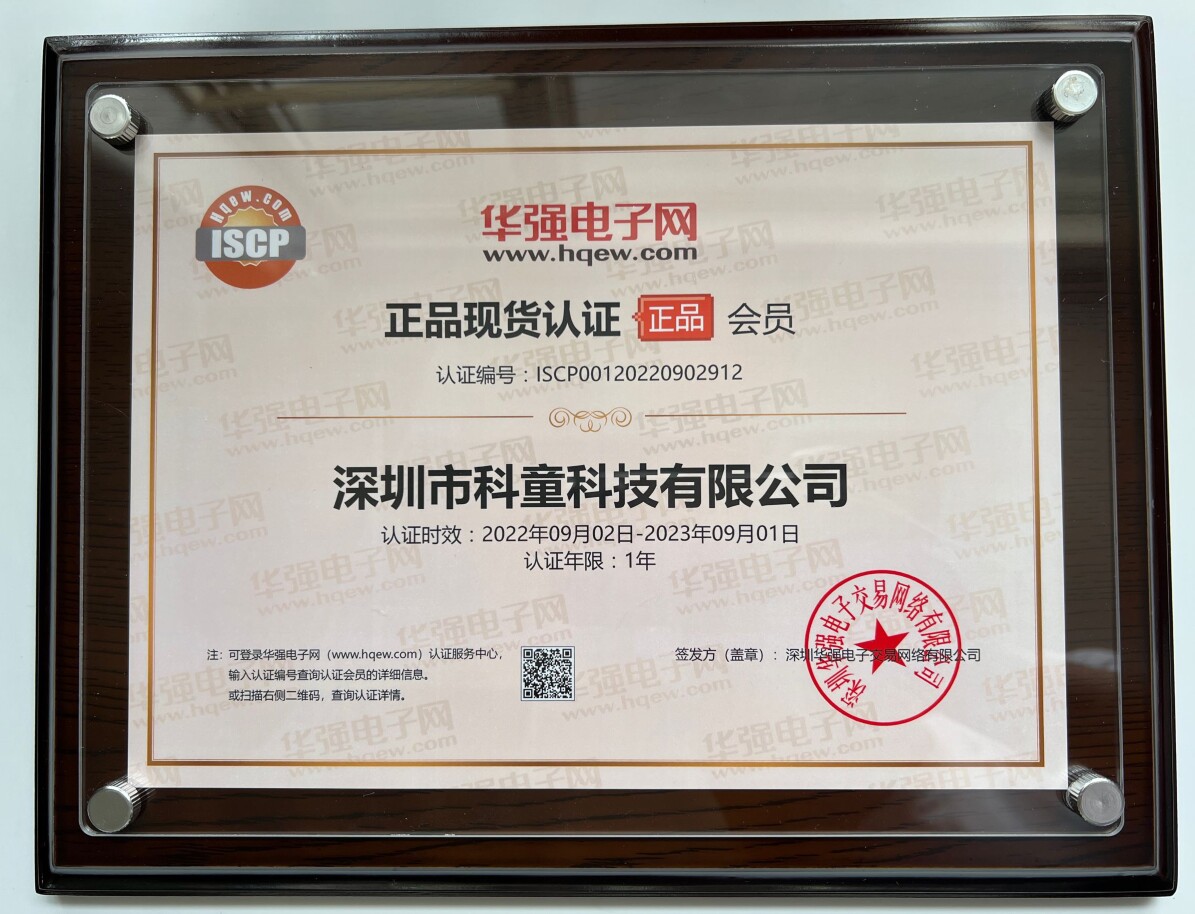 Hqew.com
ISCP
华强电子网
www.hqew.com
正品现货认证 正品 会员
认证编号：ISCP00120220902912
深圳市科童科技有限公司
认证时效：2022年09月02日-2023年09月01日
认证年限：1年
注：可登录华强电子网（www.hqew.com）认证服务中心，
输入认证编号查询认证会员的详细信息。
或扫描右侧二维码，查询认证详情。
签发方（盖章）：深圳华强电子交易网络有限公司
深圳华强电子交易网络有限公司